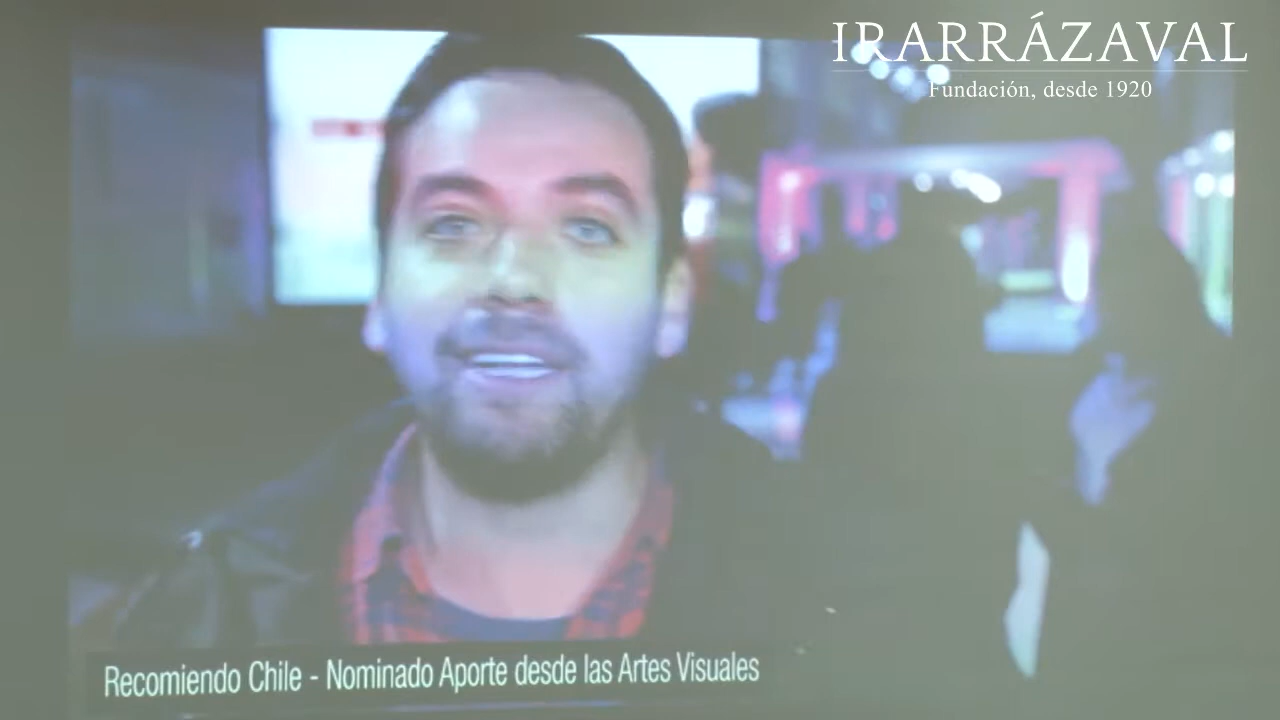 IRARRÁZAVAL
Fundación, desde 1920
Recomiendo Chile - Nominado Aporte desde las Artes Visuales